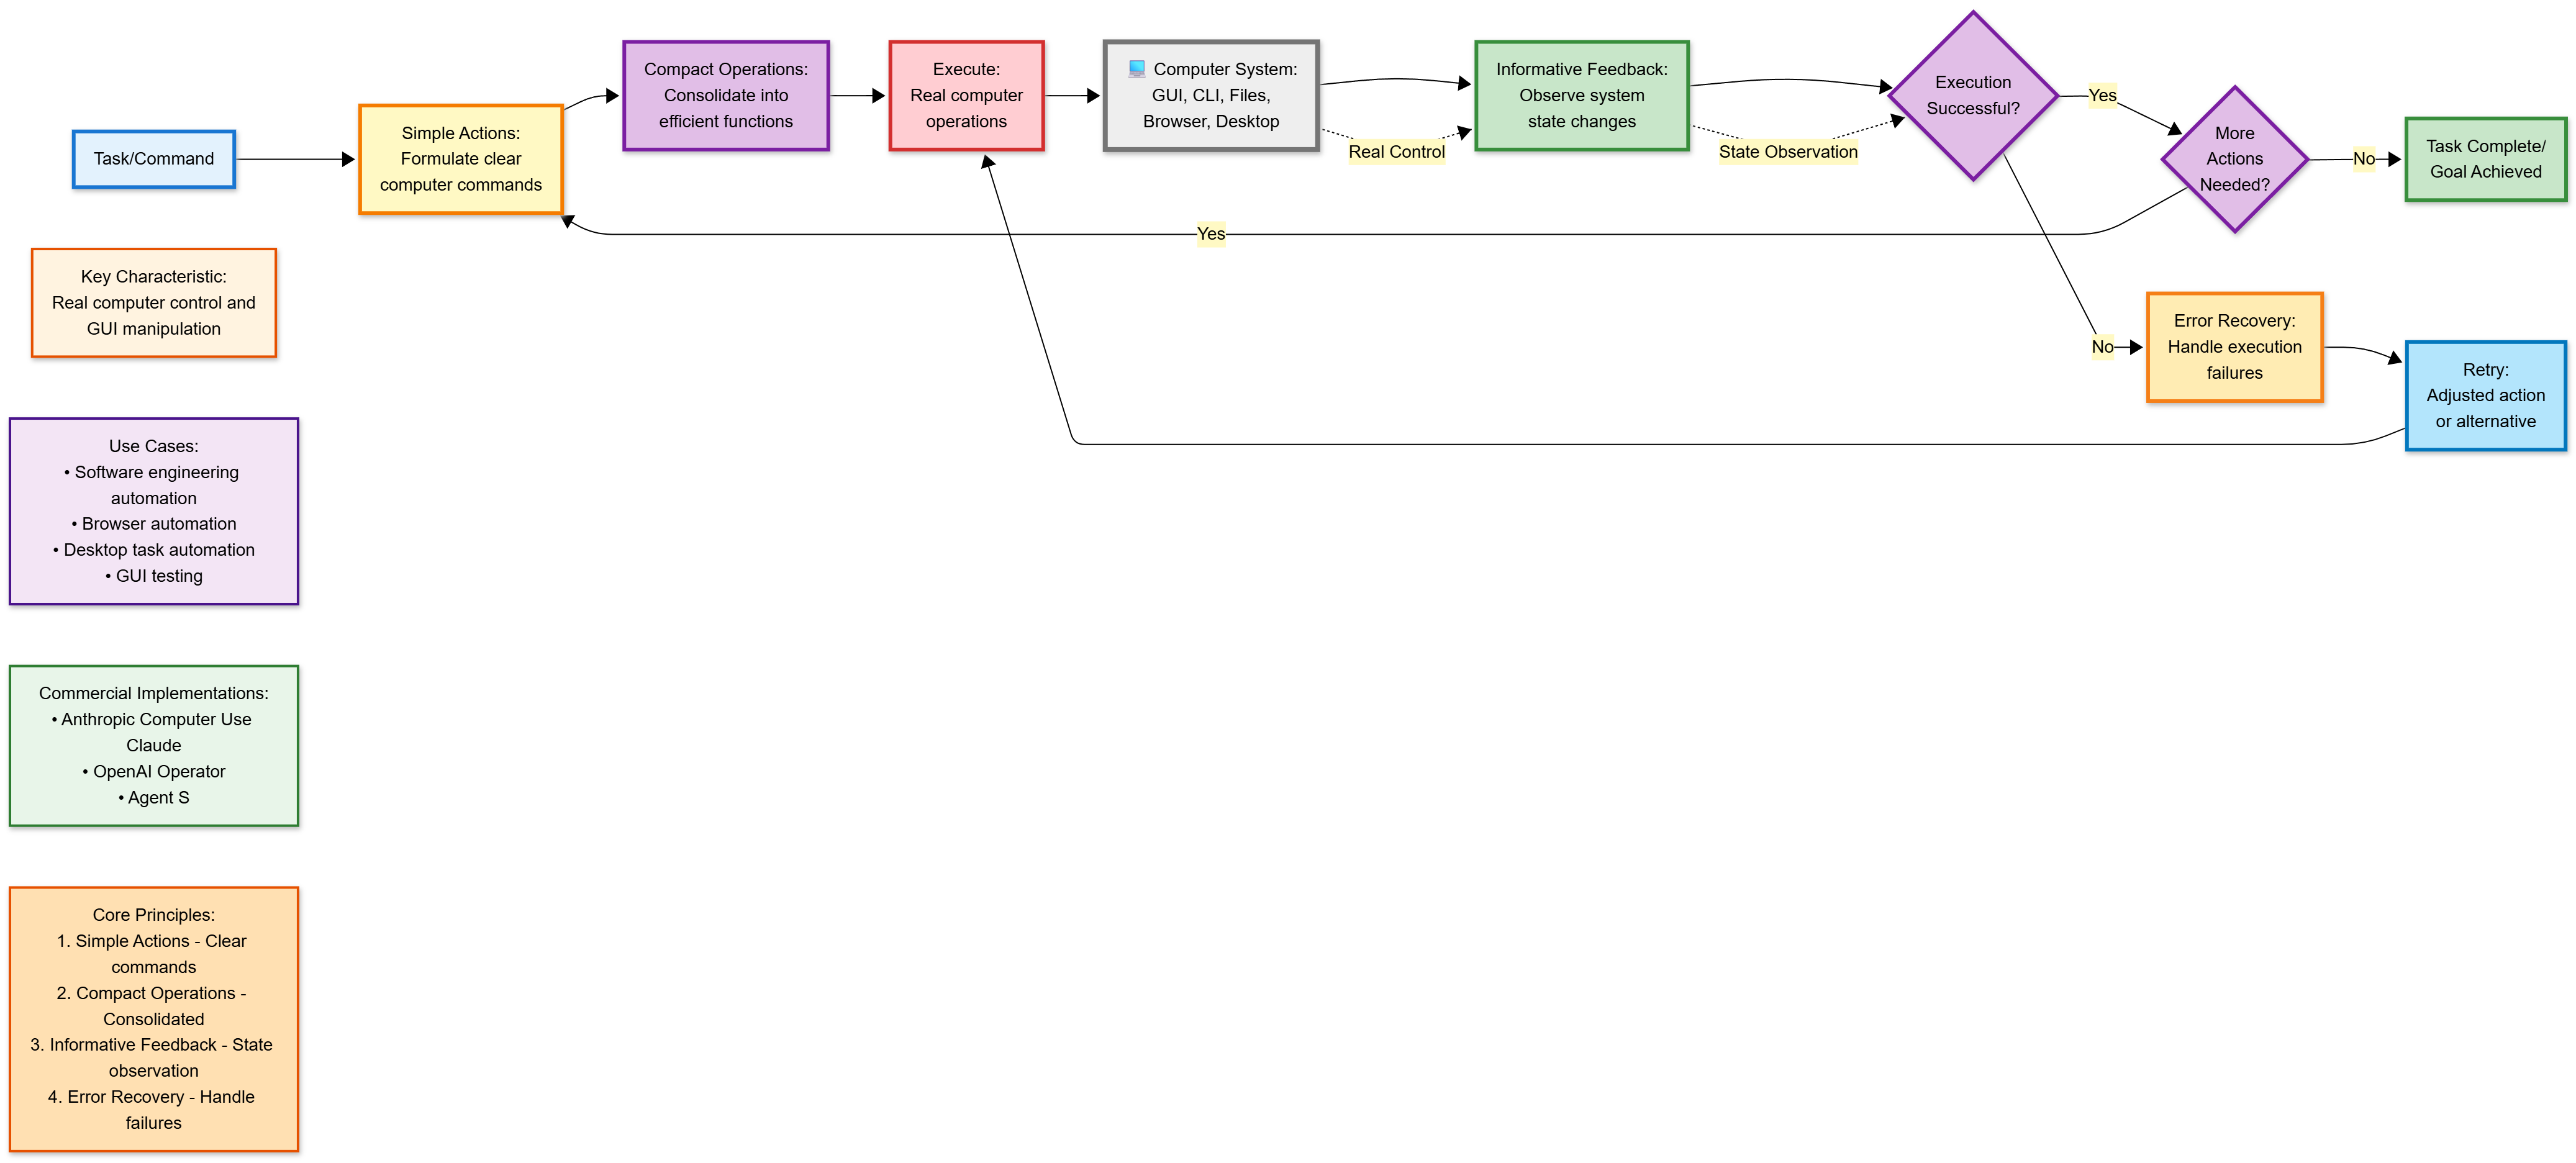 Task/Command
Simple Actions:
Formulate clear
computer commands
Compact Operations:
Consolidate into
efficient functions
Execute:
Real computer
operations
Computer System:
GUI, CLI, Files,
Browser, Desktop
Real Control
Informative Feedback:
Observe system
state changes
State Observation
Execution
Successful?
Yes
More
Actions
Needed?
No
Task Complete/
Goal Achieved
Yes
No
Error Recovery:
Handle execution
failures
Retry:
Adjusted action
or alternative
Key Characteristic:
Real computer control and
GUI manipulation
Use Cases:
• Software engineering
automation
• Browser automation
• Desktop task automation
• GUI testing
Commercial Implementations:
• Anthropic Computer Use
Claude
• OpenAI Operator
• Agent S
Core Principles:
1. Simple Actions - Clear
commands
2. Compact Operations -
Consolidated
3. Informative Feedback - State
observation
4. Error Recovery - Handle
failures